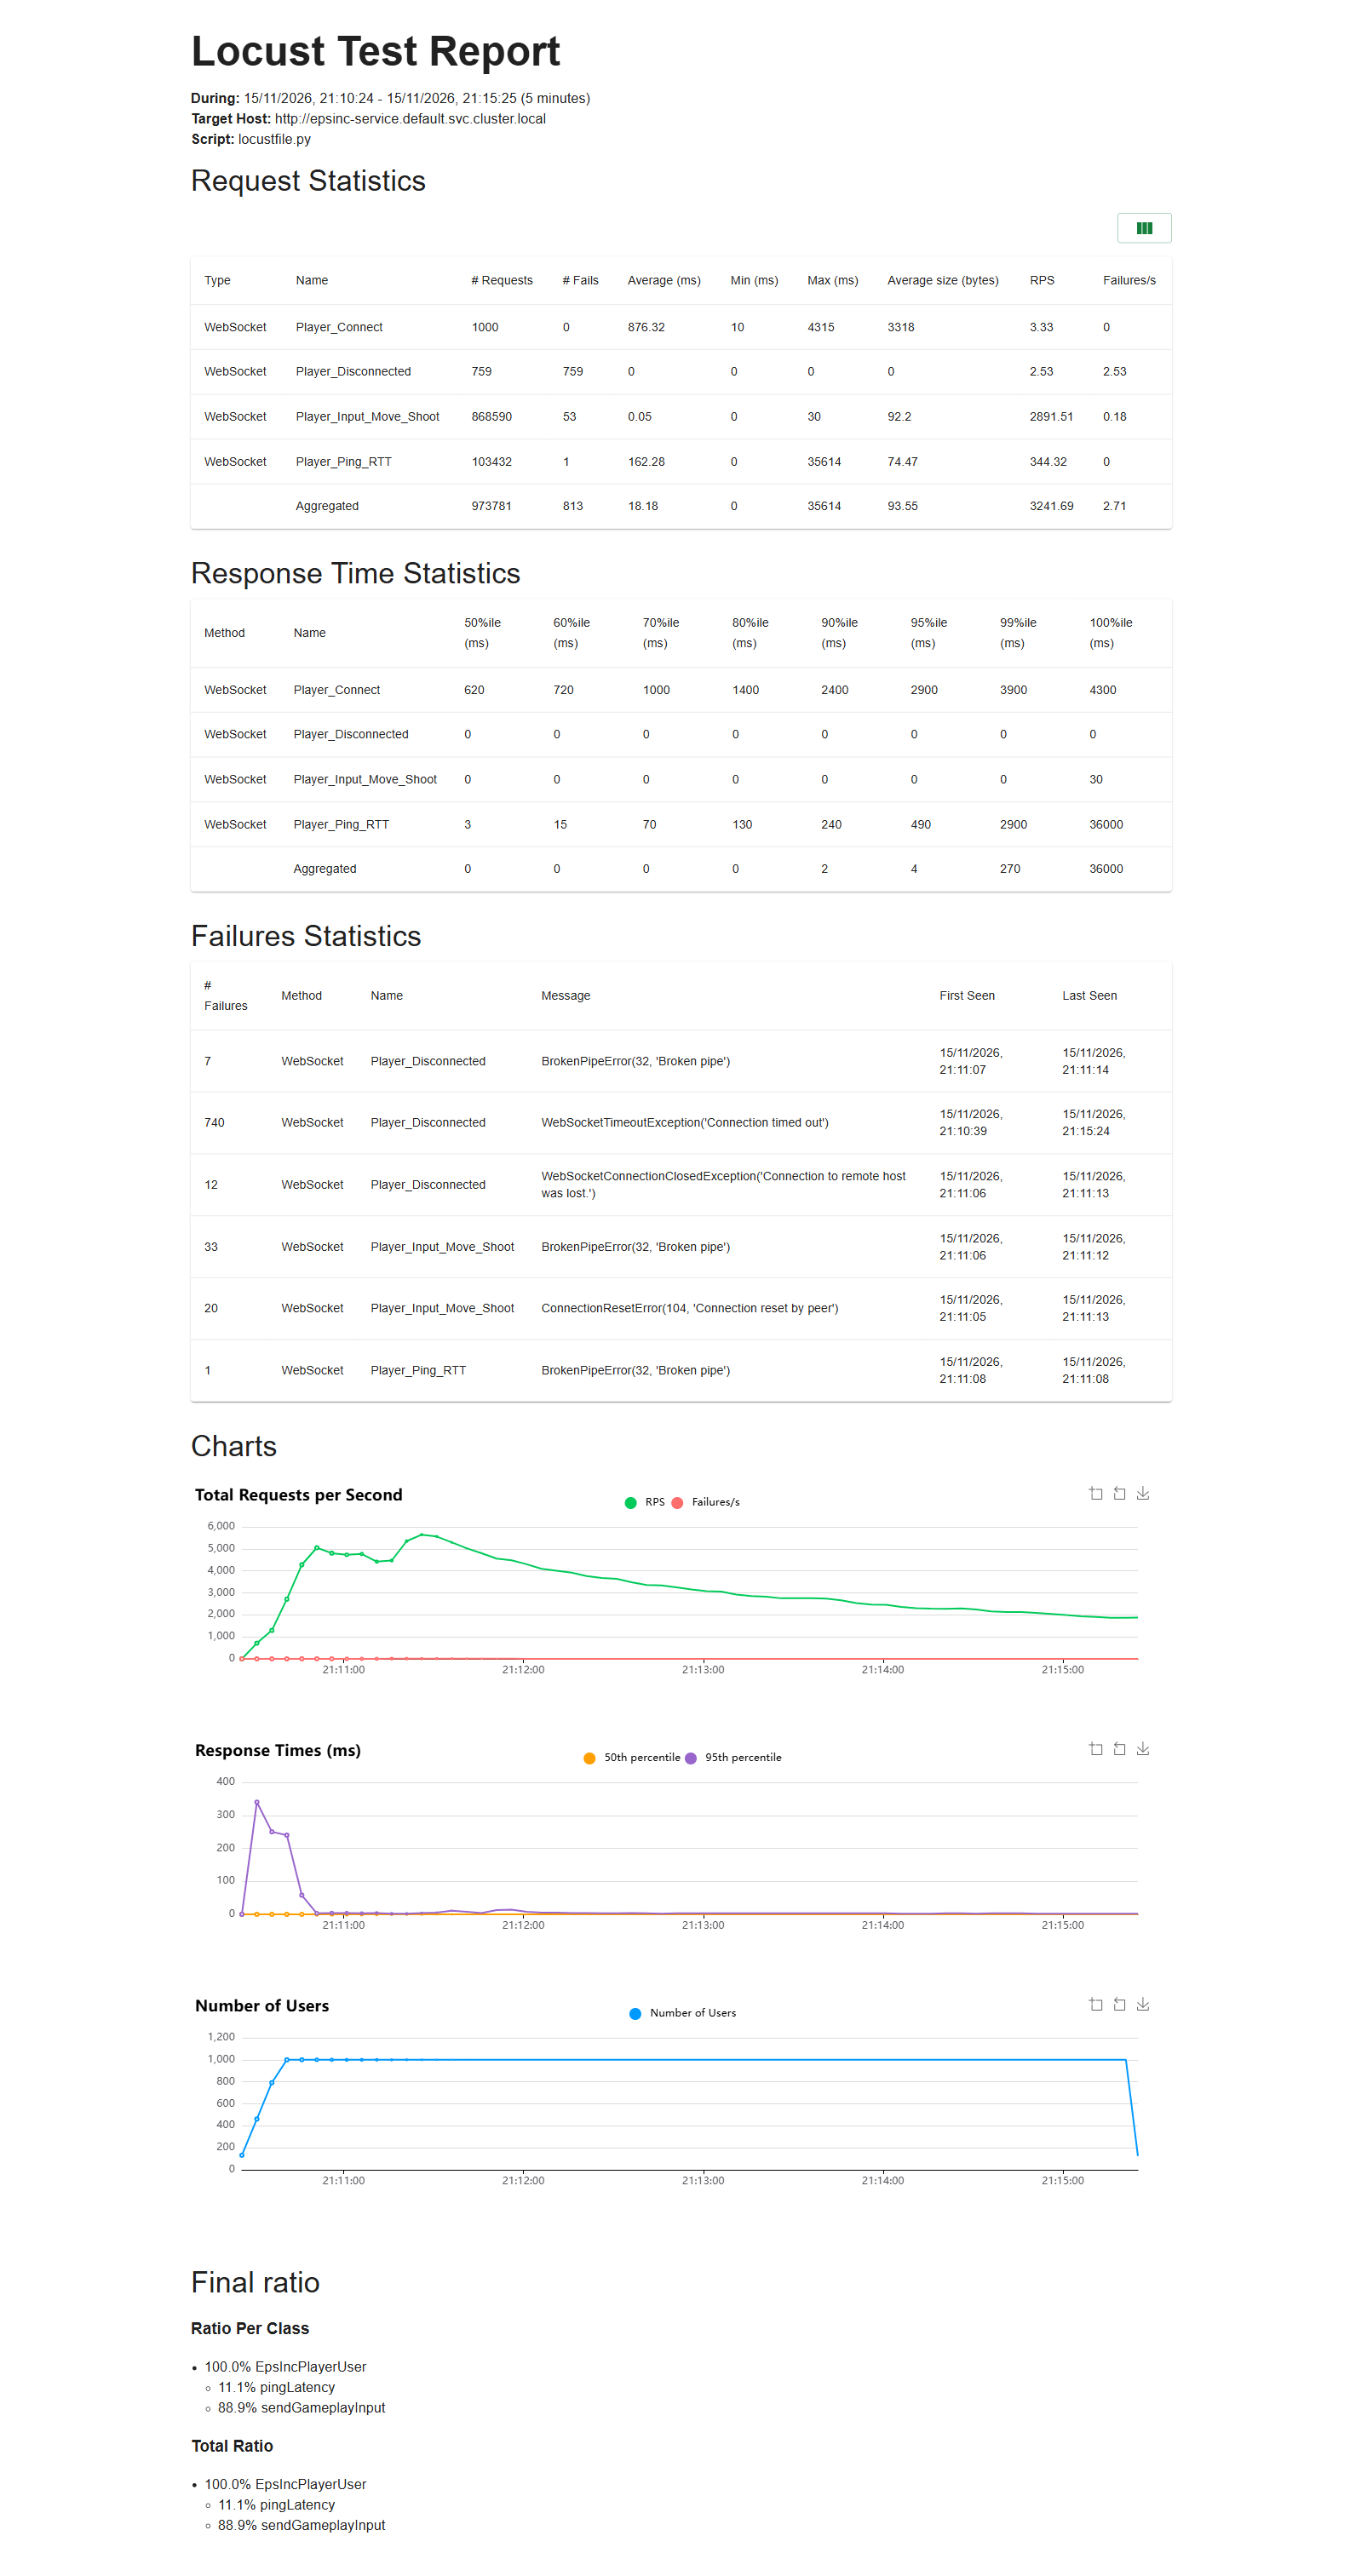 Locust Test Report
During: 15/11/2026, 21:10:24 - 15/11/2026, 21:15:25 (5 minutes)
Target Host: http://epsinc-service.default.svc.cluster.local
Script: locustfile.py
Request Statistics
Type Name # Requests # Fails Average (ms) Min (ms) Max (ms) Average size (bytes) RPS Failures/s
WebSocket Player_Connect 1000 0 876.32 10 4315 3318 3.33 0
WebSocket Player_Disconnected 759 759 0 0 0 0 2.53 2.53
WebSocket Player_Input_Move_Shoot 868590 53 0.05 0 30 92.2 2891.51 0.18
WebSocket Player_Ping_RTT 103432 1 162.28 0 35614 74.47 344.32 0
Aggregated 973781 813 18.18 0 35614 93.55 3241.69 2.71
Response Time Statistics
Method Name 50%ile (ms) 60%ile (ms) 70%ile (ms) 80%ile (ms) 90%ile (ms) 95%ile (ms) 99%ile (ms) 100%ile (ms)
WebSocket Player_Connect 620 720 1000 1400 2400 2900 3900 4300
WebSocket Player_Disconnected 0 0 0 0 0 0 0 0
WebSocket Player_Input_Move_Shoot 0 0 0 0 0 0 0 30
WebSocket Player_Ping_RTT 3 15 70 130 240 490 2900 36000
Aggregated 0 0 0 0 2 4 270 36000
Failures Statistics
# Failures Method Name Message First Seen Last Seen
7 WebSocket Player_Disconnected BrokenPipeError(32, 'Broken pipe') 15/11/2026, 21:11:07 15/11/2026, 21:11:14
740 WebSocket Player_Disconnected WebSocketTimeoutException('Connection timed out') 15/11/2026, 21:10:39 15/11/2026, 21:15:24
12 WebSocket Player_Disconnected WebSocketConnectionClosedException('Connection to remote host was lost.') 15/11/2026, 21:11:06 15/11/2026, 21:11:13
33 WebSocket Player_Input_Move_Shoot BrokenPipeError(32, 'Broken pipe') 15/11/2026, 21:11:06 15/11/2026, 21:11:12
20 WebSocket Player_Input_Move_Shoot ConnectionResetError(104, 'Connection reset by peer') 15/11/2026, 21:11:05 15/11/2026, 21:11:13
1 WebSocket Player_Ping_RTT BrokenPipeError(32, 'Broken pipe') 15/11/2026, 21:11:08 15/11/2026, 21:11:08
Charts
Total Requests per Second
RPS Failures/s
6,000
5,000
4,000
3,000
2,000
1,000
0
21:11:00 21:12:00 21:13:00 21:14:00 21:15:00
Response Times (ms)
50th percentile 95th percentile
400
300
200
100
0
21:11:00 21:12:00 21:13:00 21:14:00 21:15:00
Number of Users
Number of Users
1,200
1,000
800
600
400
200
0
21:11:00 21:12:00 21:13:00 21:14:00 21:15:00
Final ratio
Ratio Per Class
100.0% EpsIncPlayerUser
11.1% pingLatency
88.9% sendGameplayInput
Total Ratio
100.0% EpsIncPlayerUser
11.1% pingLatency
88.9% sendGameplayInput